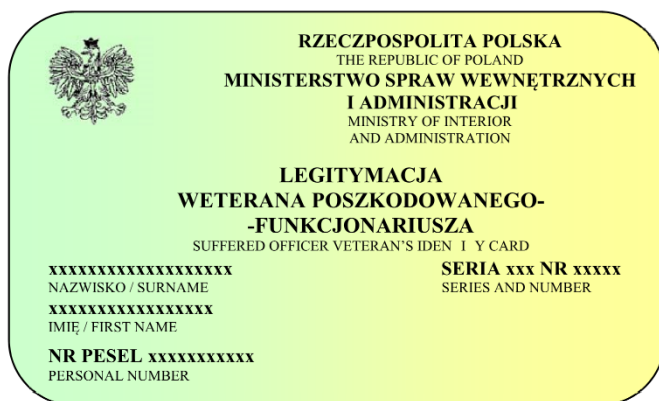 RZECZPOSPOLITA POLSKA
THE REPUBLIC OF POLAND
MINISTERSTWO SPRAW WEWNĘTRZNYCH
I ADMINISTRACJI
MINISTRY OF INTERIOR
AND ADMINISTRATION
LEGITYMACJA
WETERANA POSZKODOWANEGO-
-FUNKCJONARIUSZA
SUFFERED OFFICER VETERAN'S IDEN I Y CARD
xxxxxxxxxxxxxxxxxxx SERIA xxx NR xxxxx
NAZWISKO / SURNAME SERIES AND NUMBER
xxxxxxxxxxxxxxxxx
IMIĘ / FIRST NAME
NR PESEL xxxxxxxxxxx
PERSONAL NUMBER